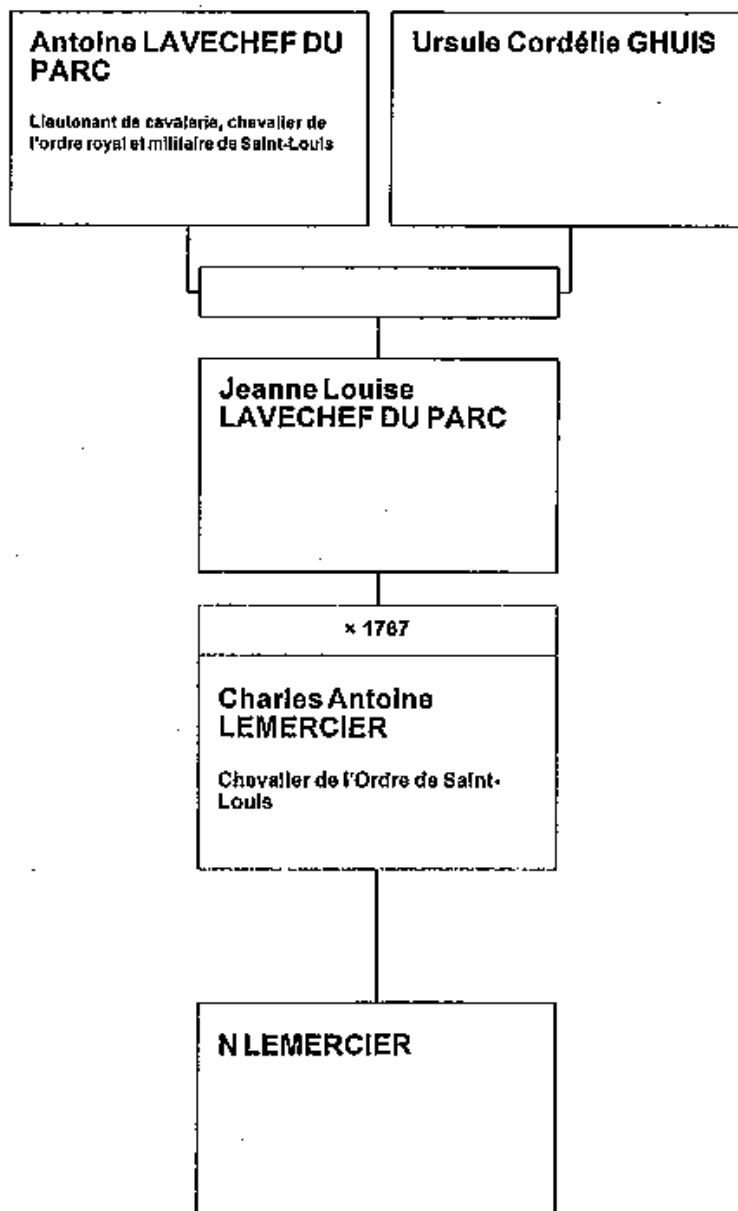 Antoine LAVECHEF DU
PARC
Lieutenant de cavalerie, chevalier de
l'ordre royal et militaire de Saint-Louis
Ursule Cordélie GHUIS
Jeanne Louise
LAVECHEF DU PARC
× 1767
Charles Antoine
LEMERCIER
Chevalier de l'Ordre de Saint-
Louis
N LEMERCIER